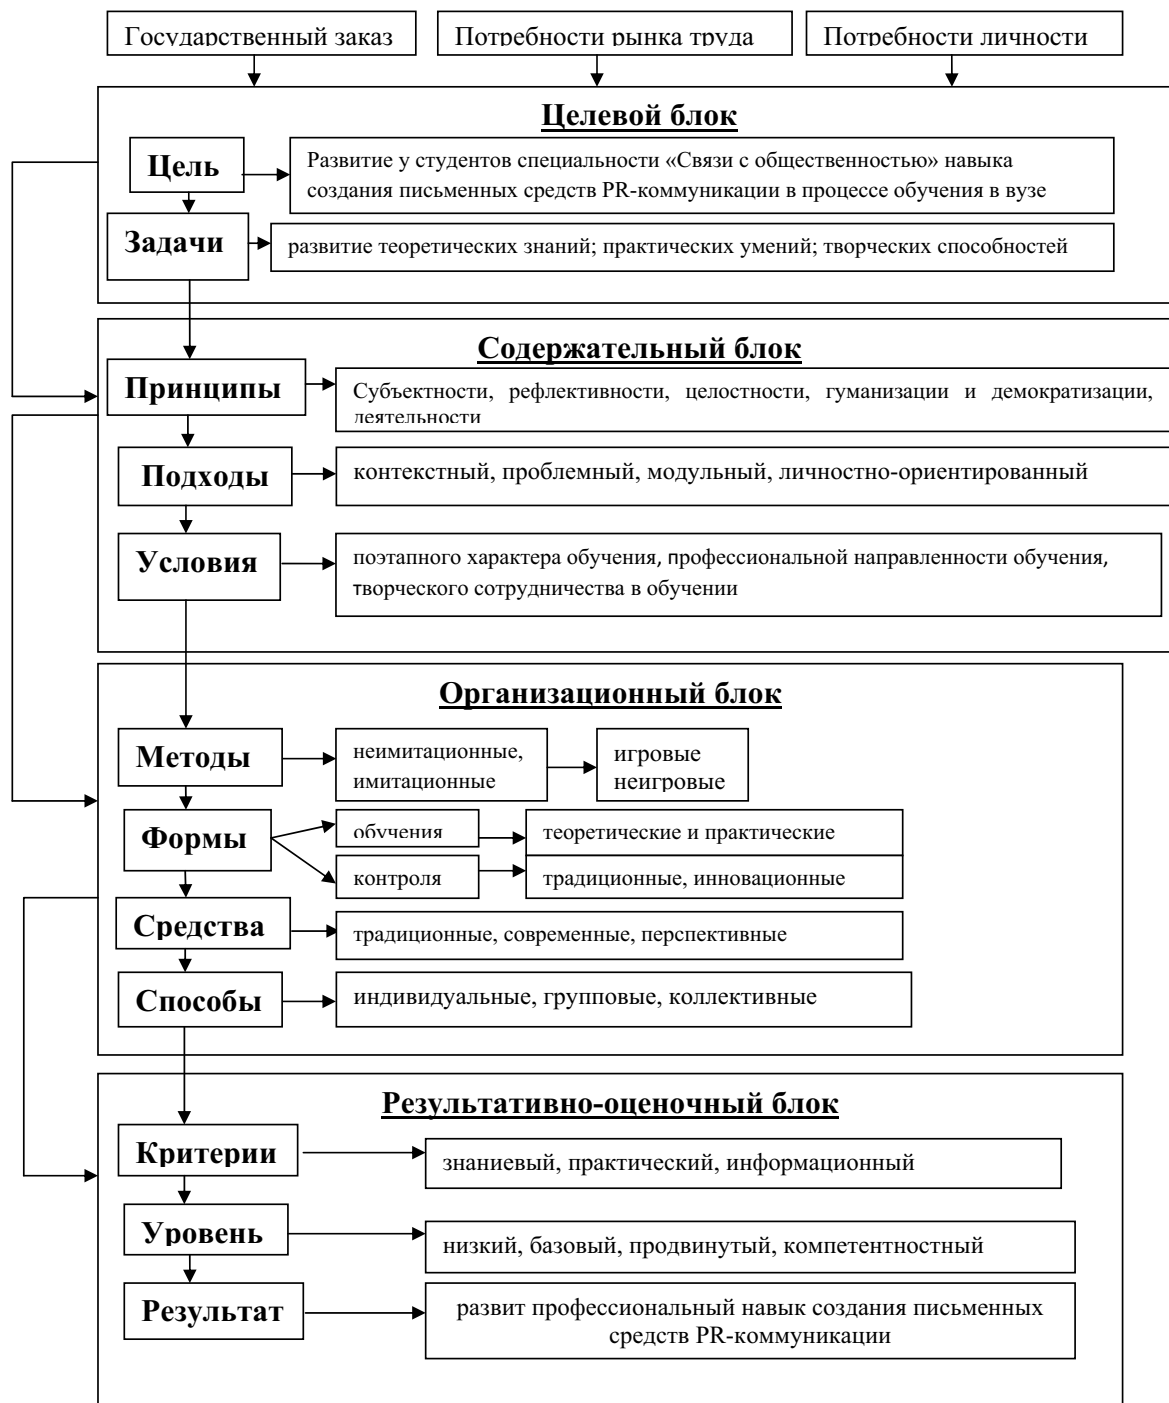 Государственный заказ
Потребности рынка труда
Потребности личности
Целевой блок
Цель
Развитие у студентов специальности «Связи с общественностью» навыка
создания письменных средств PR-коммуникации в процессе обучения в вузе
Задачи
развитие теоретических знаний; практических умений; творческих способностей
Содержательный блок
Принципы
Субъектности, рефлективности, целостности, гуманизации и демократизации,
деятельности
Подходы
контекстный, проблемный, модульный, личностно-ориентированный
Условия
поэтапного характера обучения, профессиональной направленности обучения,
творческого сотрудничества в обучении
Организационный блок
Методы
неимитационные,
имитационные
игровые
неигровые
Формы
обучения
теоретические и практические
контроля
традиционные, инновационные
Средства
традиционные, современные, перспективные
Способы
индивидуальные, групповые, коллективные
Результативно-оценочный блок
Критерии
знаниевый, практический, информационный
Уровень
низкий, базовый, продвинутый, компетентностный
Результат
развит профессиональный навык создания письменных
средств PR-коммуникации